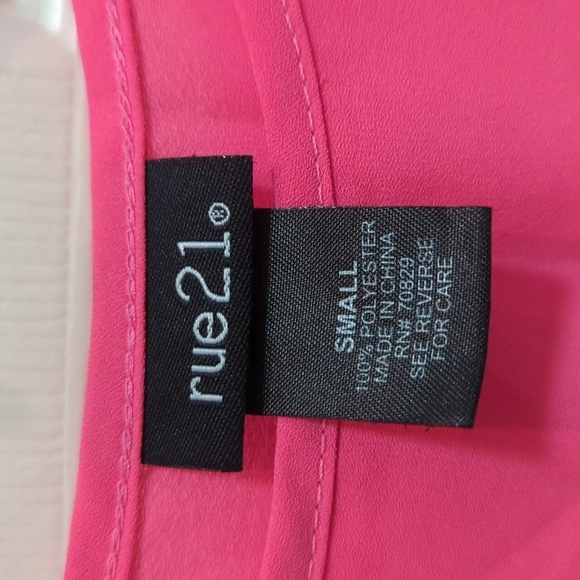 rue21®
SMALL
100% POLYESTER
MADE IN CHINA
RN# 70829
SEE REVERSE
FOR CARE